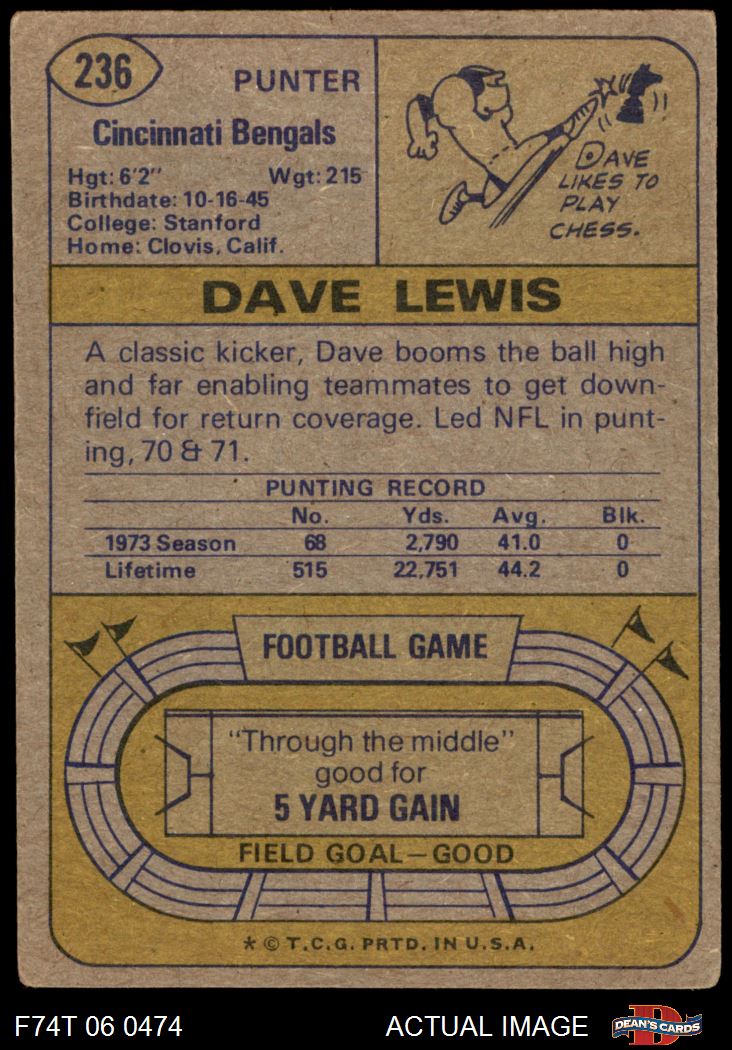 236
PUNTER
Cincinnati Bengals
Hgt: 6'2" Wgt: 215
Birthdate: 10-16-45
College: Stanford
Home: Clovis, Calif.
DAVE
LIKES TO
PLAY
CHESS.
DAVE LEWIS
A classic kicker, Dave booms the ball high
and far enabling teammates to get down-
field for return coverage. Led NFL in punt-
ing, 70 & 71.
PUNTING RECORD
No. Yds. Avg. Blk.
1973 Season 68 2,790 41.0 0
Lifetime 515 22,751 44.2 0
FOOTBALL GAME
"Through the middle"
good for
5 YARD GAIN
FIELD GOAL—GOOD
* © T.C.G. PRTD. IN U.S.A.
F74T 06 0474 ACTUAL IMAGE
D
DEAN'S CARDS